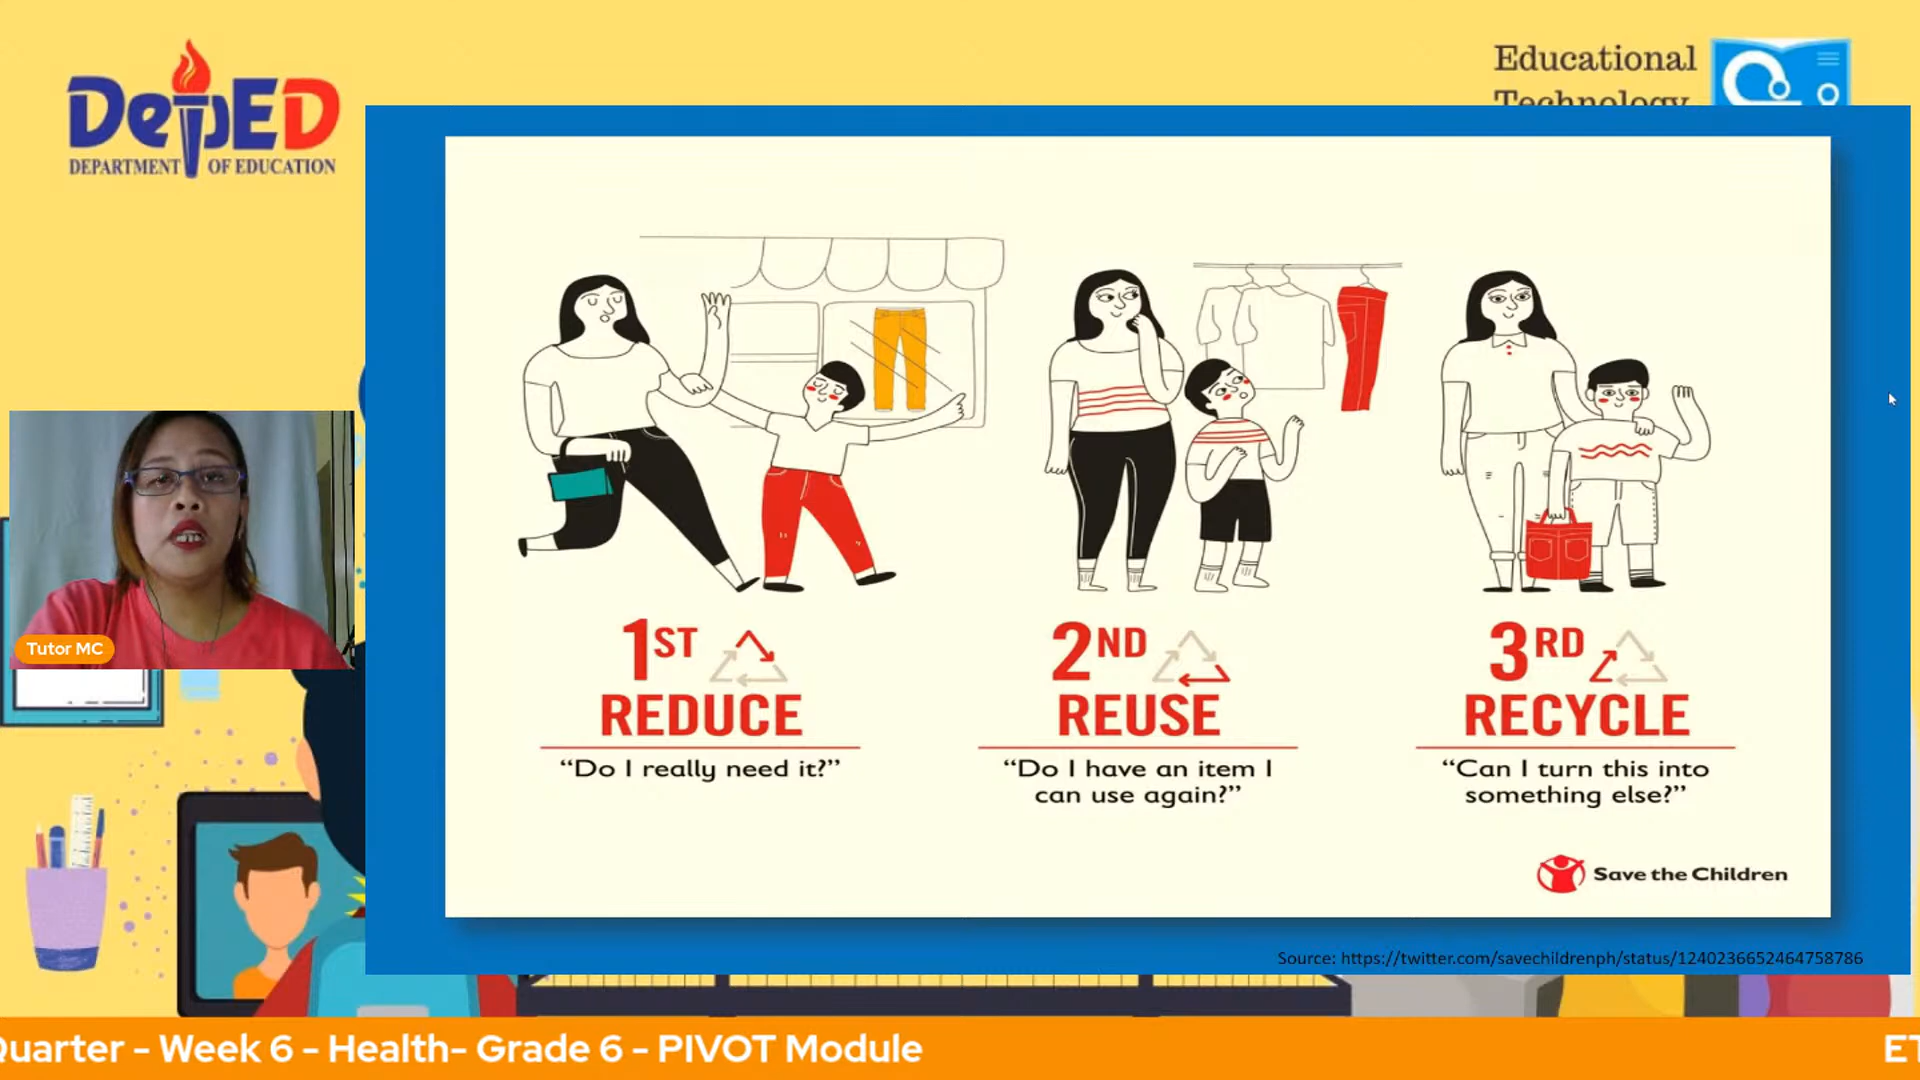 DepED
DEPARTMENT OF EDUCATION
Educational
Technology
Tutor MC
1ST
REDUCE
“Do I really need it?”
2ND
REUSE
“Do I have an item I
can use again?”
3RD
RECYCLE
“Can I turn this into
something else?”
Save the Children
Source: https://twitter.com/savechildrenph/status/1240236652464758786
Quarter - Week 6 - Health- Grade 6 - PIVOT Module
ET